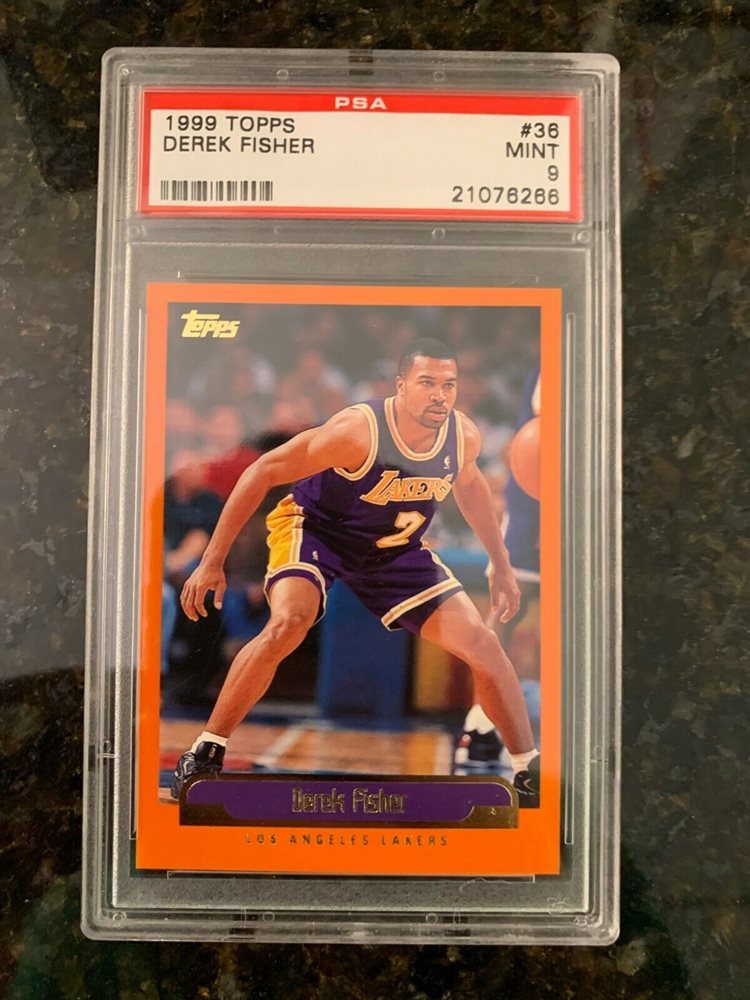 PSA
1999 TOPPS #36
DEREK FISHER MINT
9
21076266
Topps
LAKERS
2
Derek Fisher
LOS ANGELES LAKERS